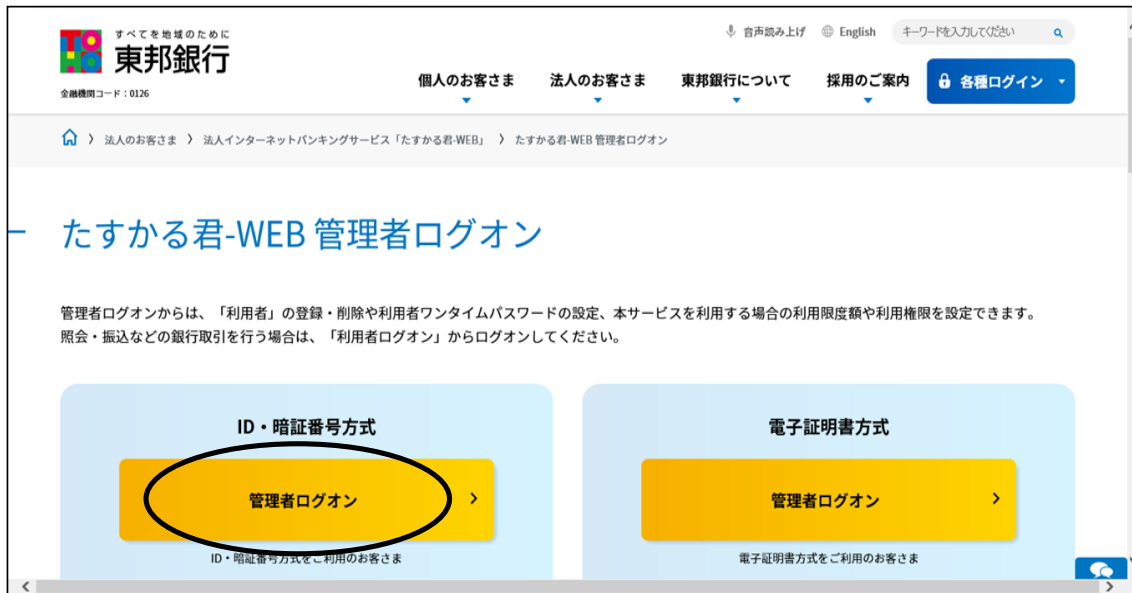 すべてを地域のために
TOHO 東邦銀行
金融機関コード：0126
音声読み上げ English キーワードを入力してください
個人のお客さま 法人のお客さま 東邦銀行について 採用のご案内 各種ログイン
法人のお客さま 〉 法人インターネットバンキングサービス「たすかる君-WEB」 〉 たすかる君-WEB 管理者ログオン
たすかる君-WEB 管理者ログオン
管理者ログオンからは、「利用者」の登録・削除や利用者ワンタイムパスワードの設定、本サービスを利用する場合の利用限度額や利用権限を設定できます。
照会・振込などの銀行取引を行う場合は、「利用者ログオン」からログオンしてください。
ID・暗証番号方式
管理者ログオン
ID・暗証番号方式をご利用のお客さま
電子証明書方式
管理者ログオン
電子証明書方式をご利用のお客さま